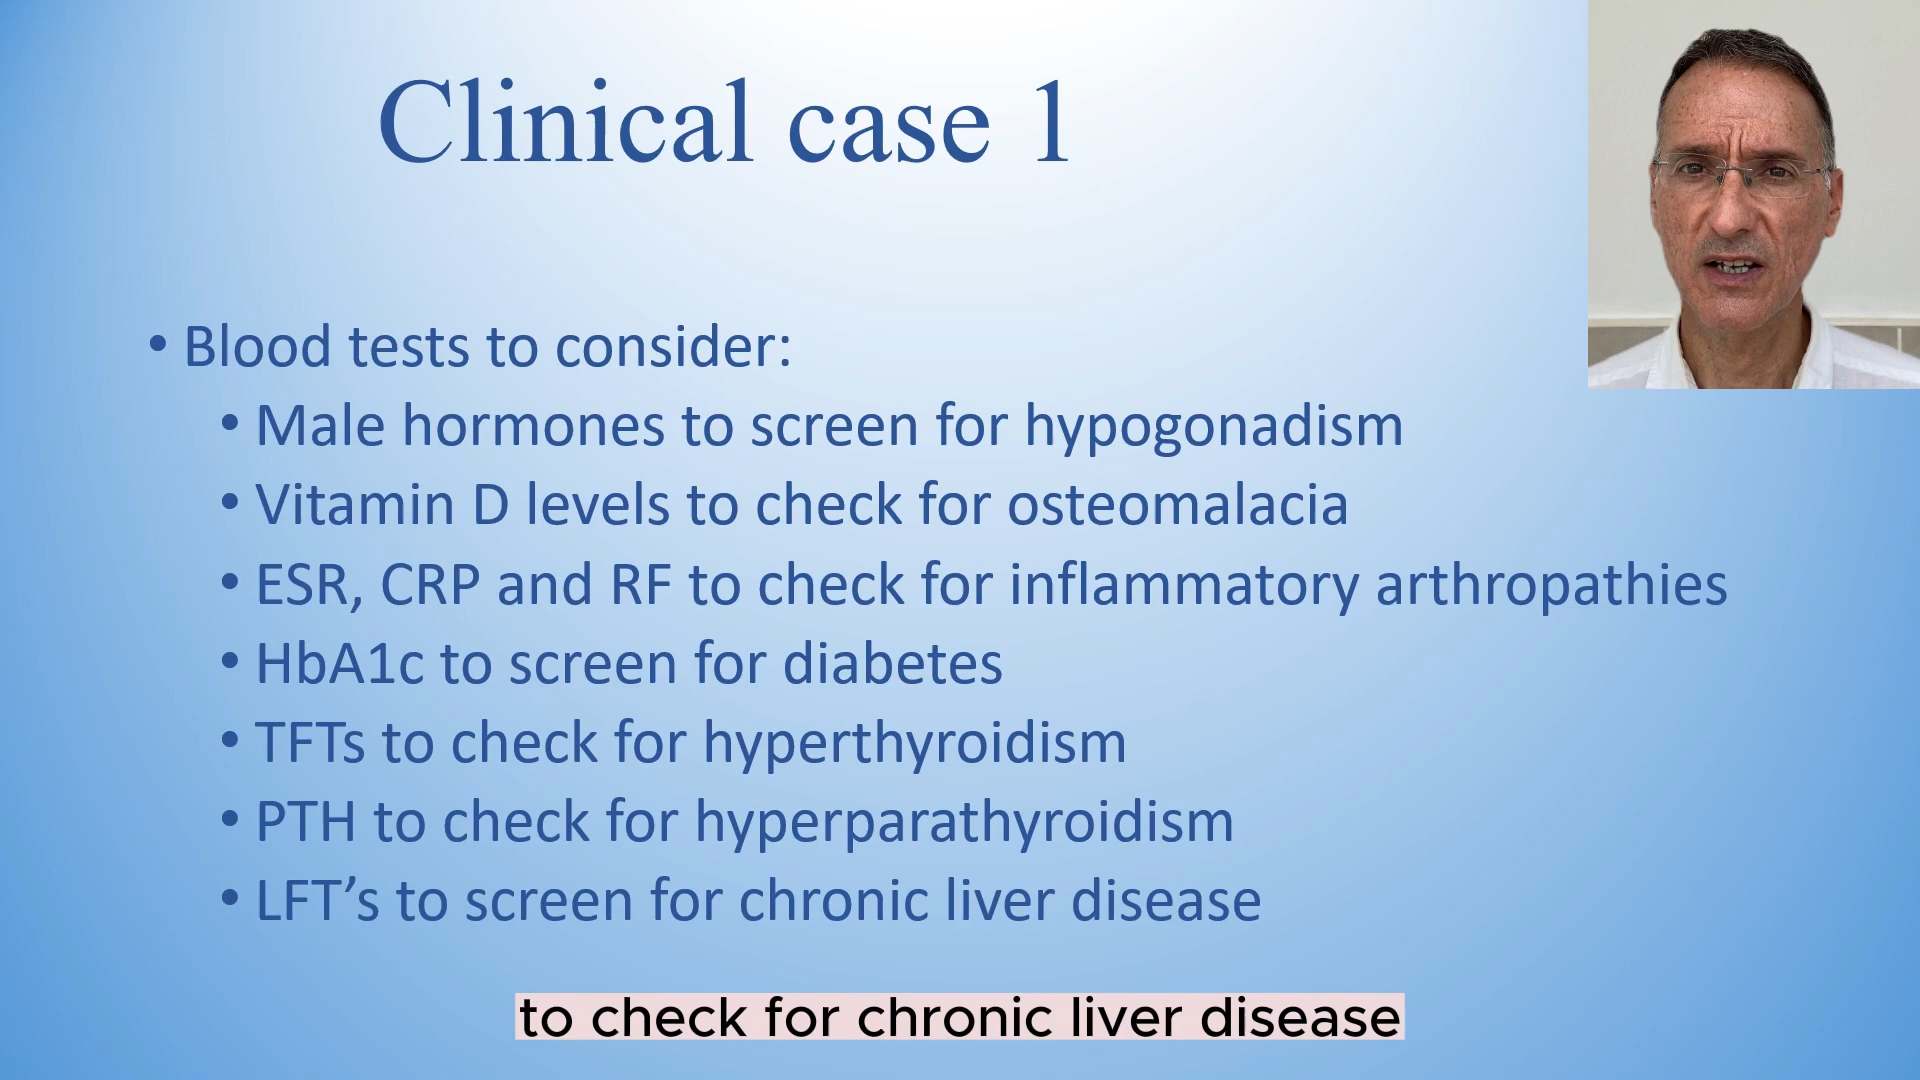 Clinical case 1
• Blood tests to consider:
• Male hormones to screen for hypogonadism
• Vitamin D levels to check for osteomalacia
• ESR, CRP and RF to check for inflammatory arthropathies
• HbA1c to screen for diabetes
• TFTs to check for hyperthyroidism
• PTH to check for hyperparathyroidism
• LFT’s to screen for chronic liver disease
to check for chronic liver disease